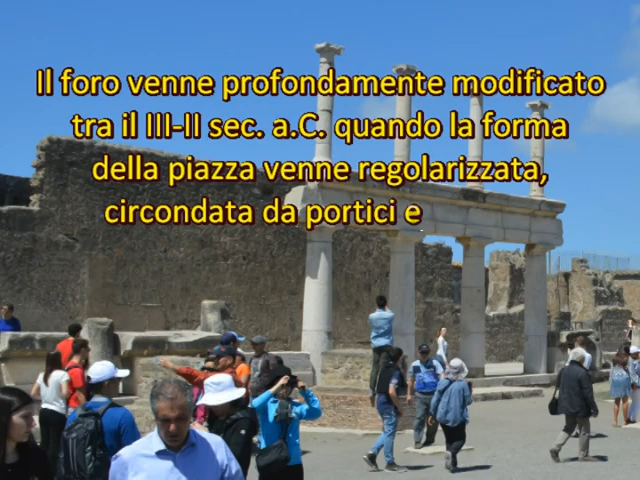 Il foro venne profondamente modificato
tra il III-II sec. a.C. quando la forma
della piazza venne regolarizzata,
circondata da portici e